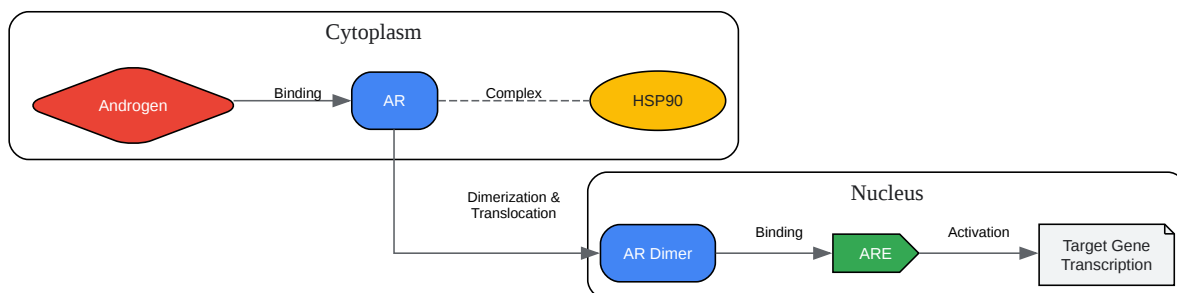 Cytoplasm
Androgen
Binding
AR
Complex
HSP90
Dimerization &
Translocation
Nucleus
AR Dimer
Binding
ARE
Activation
Target Gene
Transcription